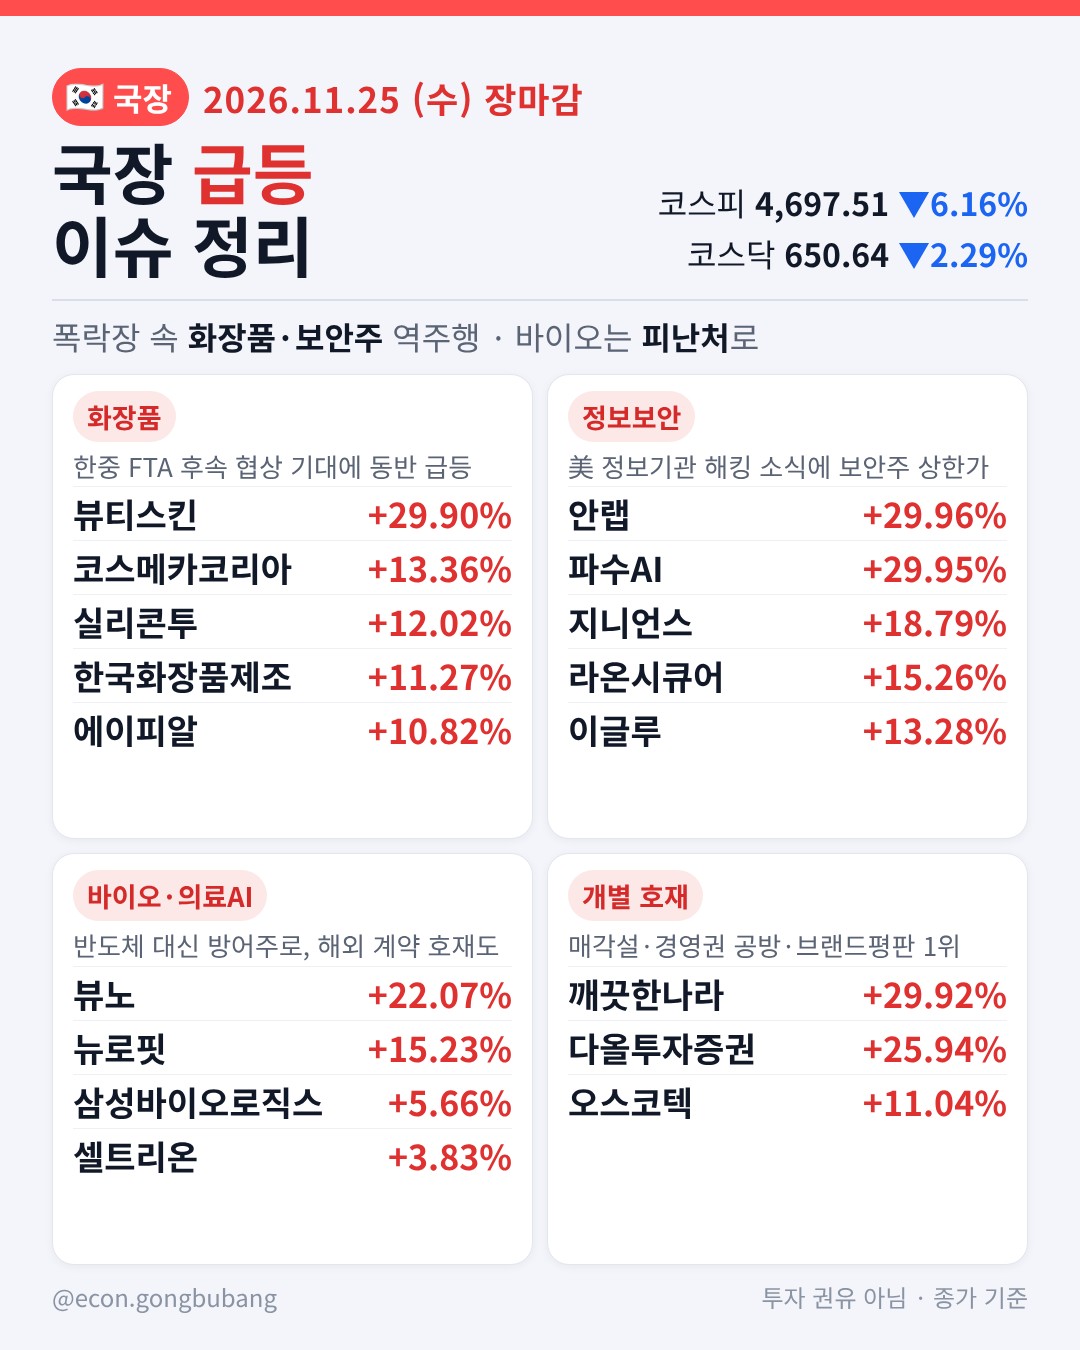 국장 2026.11.25 (수) 장마감
국장 급등
이슈 정리
코스피 4,697.51 ▼6.16%
코스닥 650.64 ▼2.29%
폭락장 속 화장품·보안주 역주행 · 바이오는 피난처로
화장품
한중 FTA 후속 협상 기대에 동반 급등
뷰티스킨 +29.90%
코스메카코리아 +13.36%
실리콘투 +12.02%
한국화장품제조 +11.27%
에이피알 +10.82%
정보보안
美 정보기관 해킹 소식에 보안주 상한가
안랩 +29.96%
파수AI +29.95%
지니언스 +18.79%
라온시큐어 +15.26%
이글루 +13.28%
바이오·의료AI
반도체 대신 방어주로, 해외 계약 호재도
뷰노 +22.07%
뉴로핏 +15.23%
삼성바이오로직스 +5.66%
셀트리온 +3.83%
개별 호재
매각설·경영권 공방·브랜드평판 1위
깨끗한나라 +29.92%
다올투자증권 +25.94%
오스코텍 +11.04%
@econ.gongbubang
투자 권유 아님 · 종가 기준